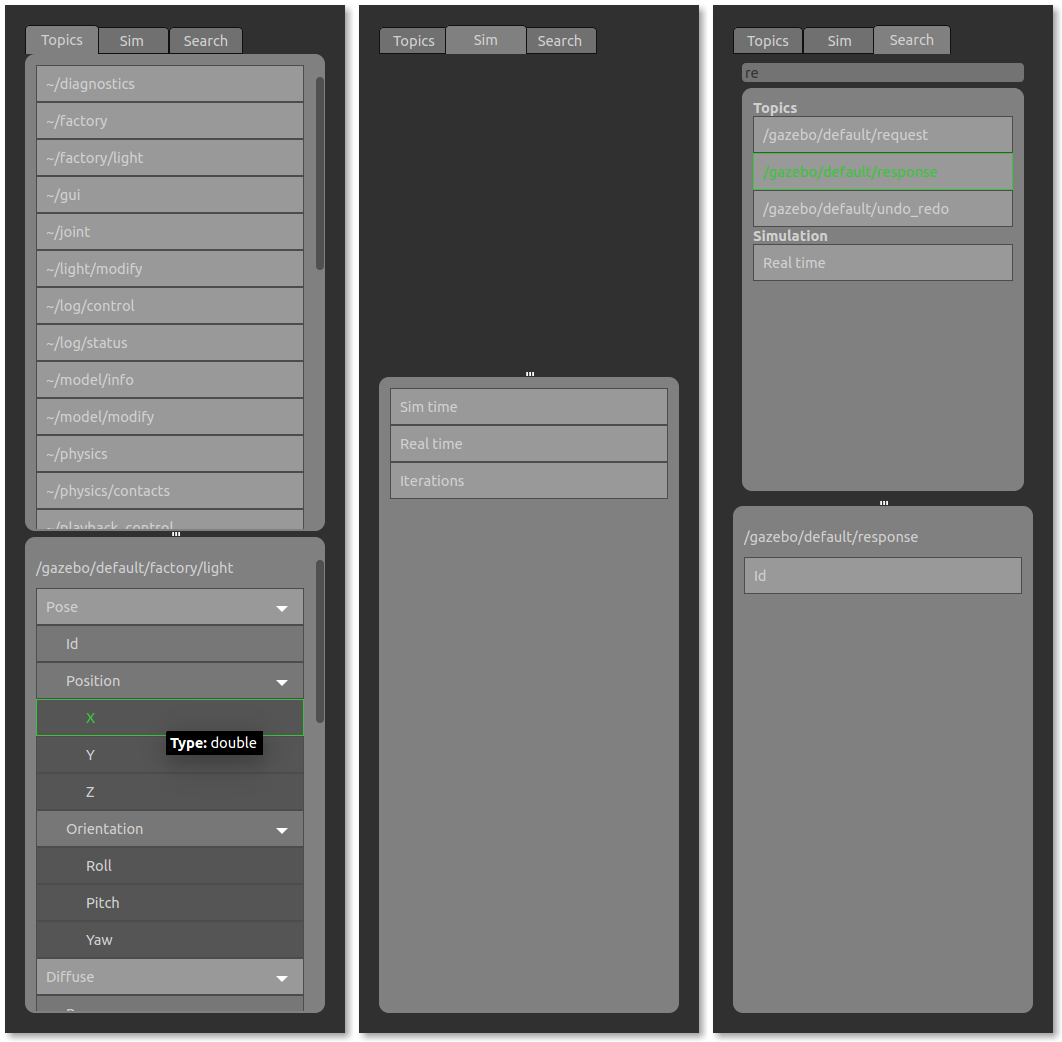 Topics
Sim
Search
~/diagnostics
~/factory
~/factory/light
~/gui
~/joint
~/light/modify
~/log/control
~/log/status
~/model/info
~/model/modify
~/physics
~/physics/contacts
~/playback_control
/gazebo/default/factory/light
Pose
Id
Position
X
Type: double
Y
Z
Orientation
Roll
Pitch
Yaw
Diffuse
Topics
Sim
Search
Sim time
Real time
Iterations
Topics
Sim
Search
re
Topics
/gazebo/default/request
/gazebo/default/response
/gazebo/default/undo_redo
Simulation
Real time
/gazebo/default/response
Id